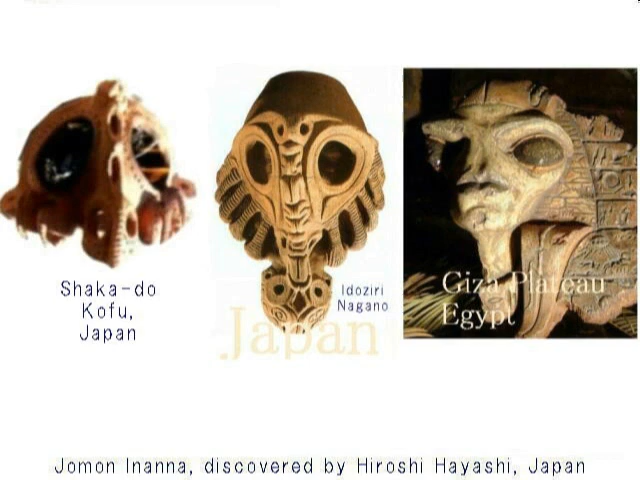 Shaka-do
Kofu,
Japan
Idoziri
Nagano
Japan
Giza Plateau
Egypt
Jomon Inanna, discovered by Hiroshi Hayashi, Japan